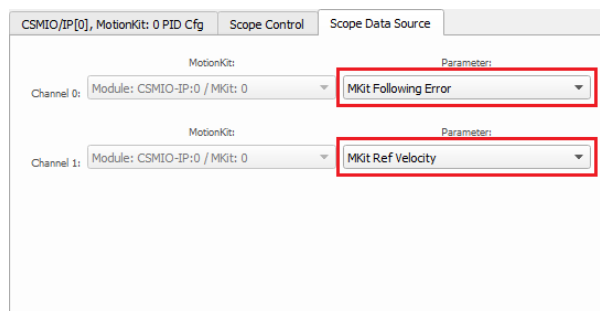 CSMIO/IP[0], MotionKit: 0 PID Cfg Scope Control Scope Data Source
MotionKit: Parameter:
Channel 0: Module: CSMIO-IP:0 / MKit: 0 MKit Following Error
MotionKit: Parameter:
Channel 1: Module: CSMIO-IP:0 / MKit: 0 MKit Ref Velocity